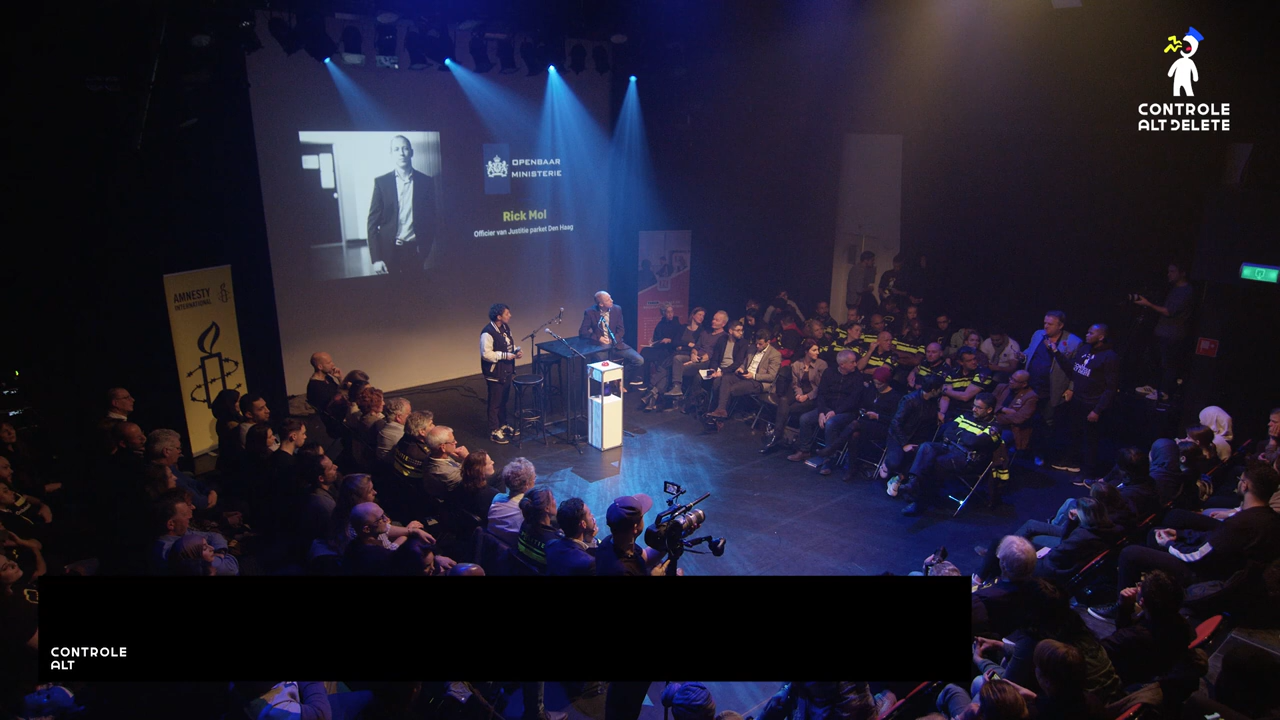 CONTROLE
ALT DELETE
OPENBAAR
MINISTERIE
Rick Mol
Officier van Justitie parket Den Haag
AMNESTY
INTERNATIONAL
CONTROLE
ALT